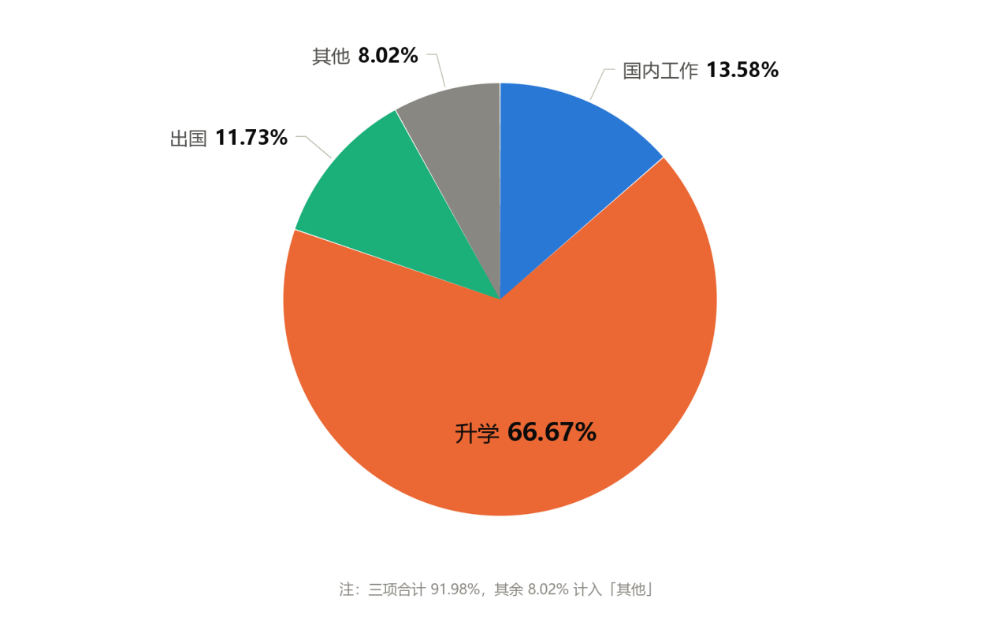 其他 8.02%
国内工作 13.58%
出国 11.73%
升学 66.67%
注：三项合计 91.98%，其余 8.02% 计入「其他」